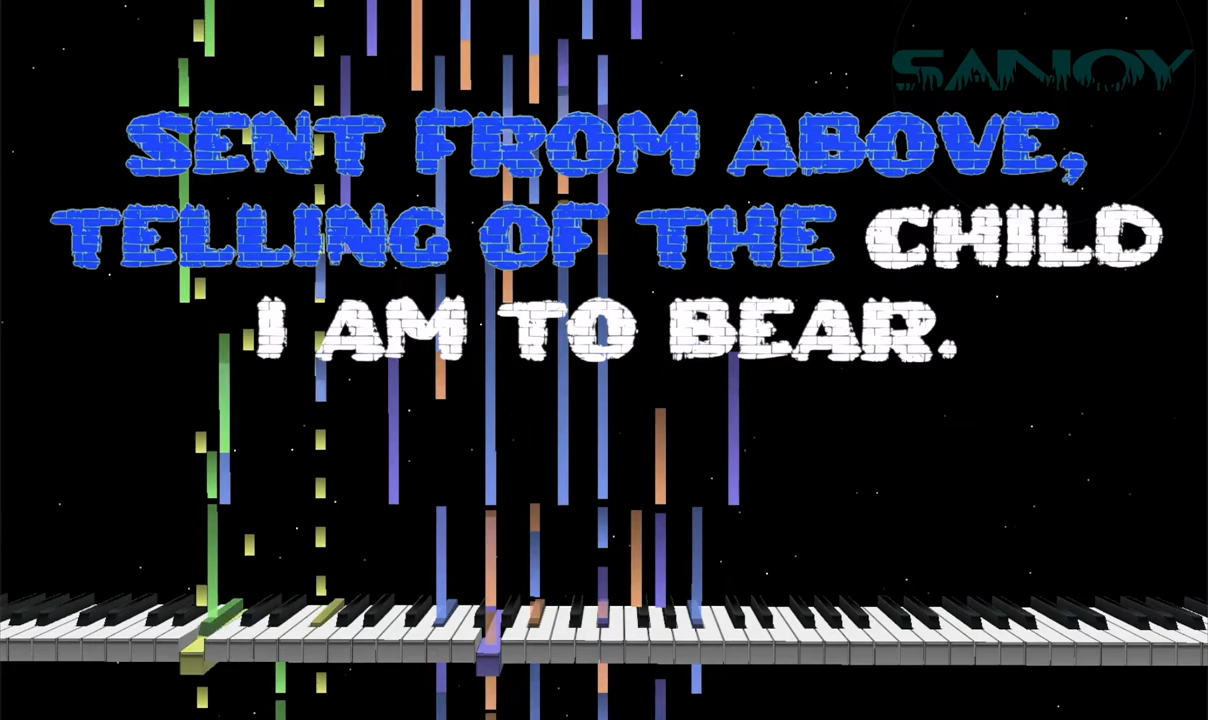 SANOY
SENT FROM ABOVE,
TELLING OF THE CHILD
I AM TO BEAR.